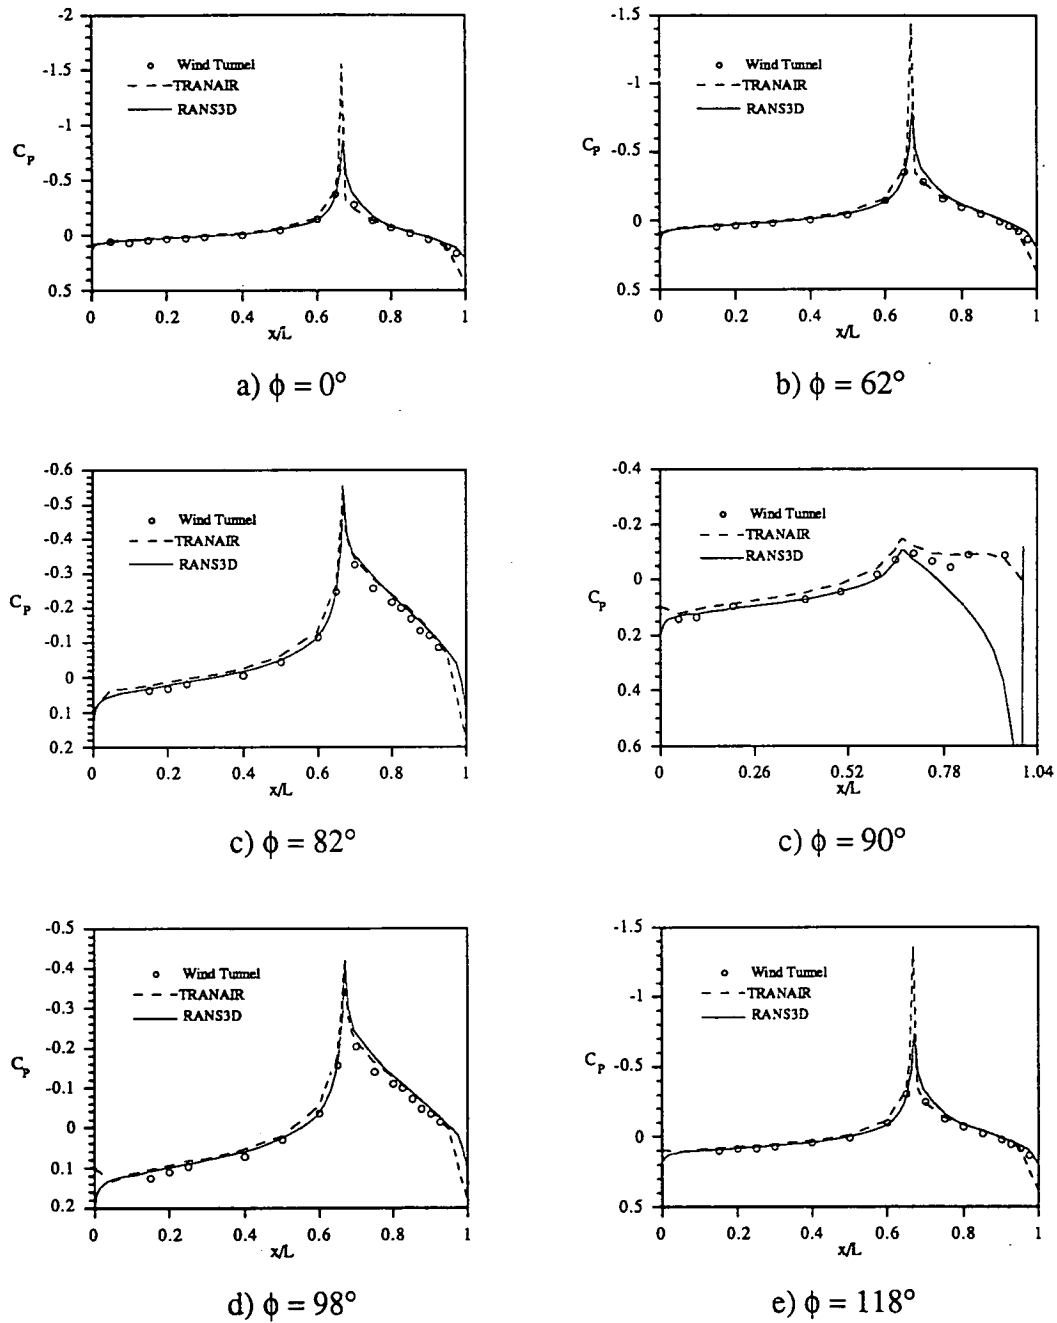 -2
-1.5
-1
-0.5
0
0.5
C_P
Wind Tunnel
TRANAIR
RANS3D
0 0.2 0.4 0.6 0.8 1
x/L
a) ϕ = 0°
-1.5
-1
-0.5
0
0.5
C_P
Wind Tunnel
TRANAIR
RANS3D
0 0.2 0.4 0.6 0.8 1
x/L
b) ϕ = 62°
-0.6
-0.5
-0.4
-0.3
-0.2
-0.1
0
0.1
0.2
C_P
Wind Tunnel
TRANAIR
RANS3D
0 0.2 0.4 0.6 0.8 1
x/L
c) ϕ = 82°
-0.4
-0.2
0
0.2
0.4
0.6
C_P
Wind Tunnel
TRANAIR
RANS3D
0 0.26 0.52 0.78 1.04
x/L
c) ϕ = 90°
-0.5
-0.4
-0.3
-0.2
-0.1
0
0.1
0.2
C_P
Wind Tunnel
TRANAIR
RANS3D
0 0.2 0.4 0.6 0.8 1
x/L
d) ϕ = 98°
-1.5
-1
-0.5
0
0.5
C_P
Wind Tunnel
TRANAIR
RANS3D
0 0.2 0.4 0.6 0.8 1
x/L
e) ϕ = 118°